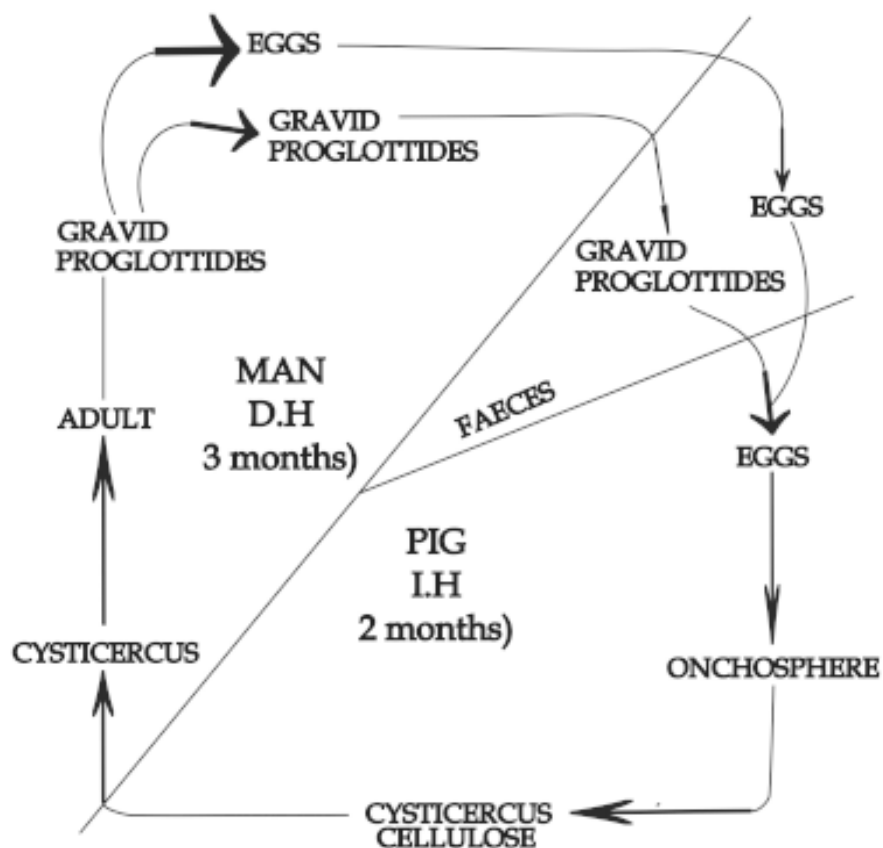 EGGS
GRAVID
PROGLOTTIDES
EGGS
GRAVID
PROGLOTTIDES
GRAVID
PROGLOTTIDES
MAN
D.H
3 months)
FAECES
ADULT
EGGS
PIG
I.H
2 months)
CYSTICERCUS
ONCHOSPHERE
CYSTICERCUS
CELLULOSE